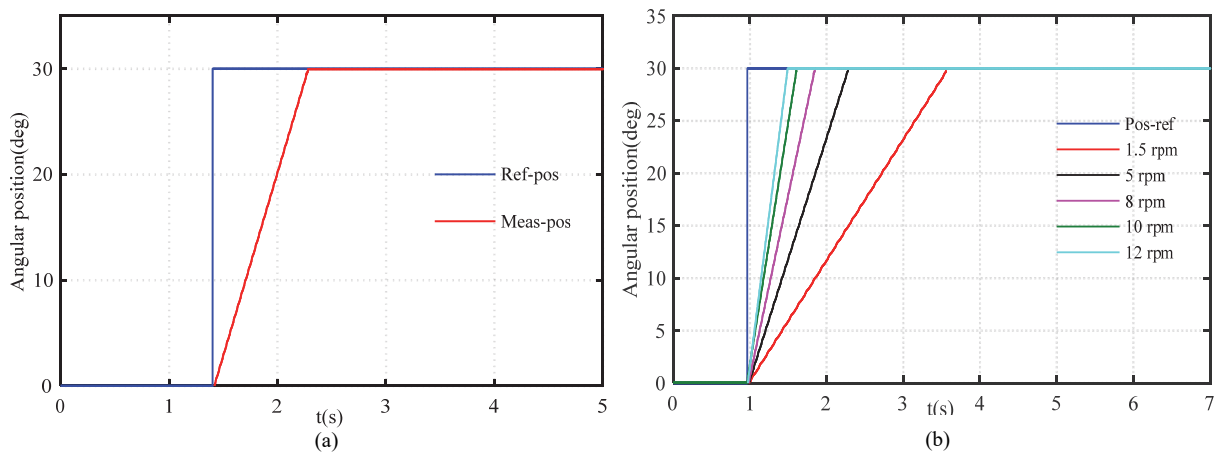 Angular position(deg)
30
20
10
0
0 1 2 3 4 5
t(s)
Ref-pos
Meas-pos
(a)
Angular position(deg)
35
30
25
20
15
10
5
0
0 1 2 3 4 5 6 7
t(s)
Pos-ref
1.5 rpm
5 rpm
8 rpm
10 rpm
12 rpm
(b)